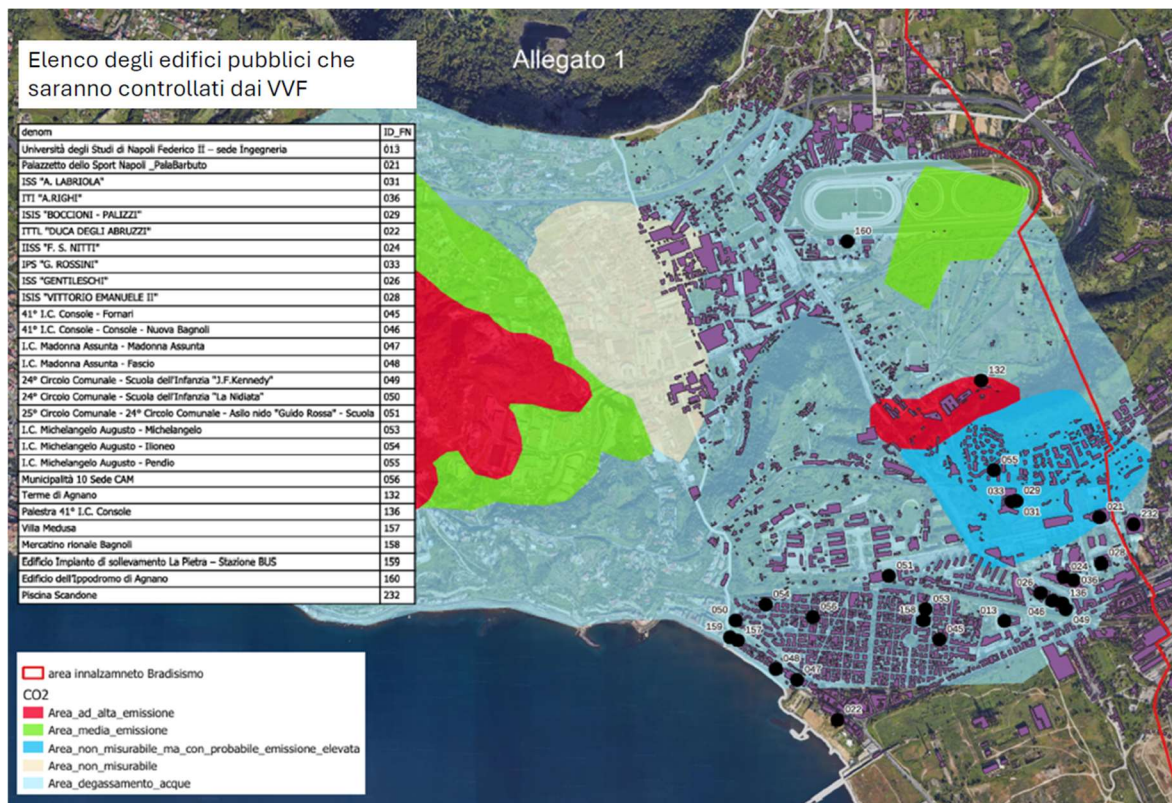 Elenco degli edifici pubblici che
saranno controllati dai VVF
Allegato 1
denom ID_FN
Università degli Studi di Napoli Federico II – sede Ingegneria 013
Palazzetto dello Sport Napoli _PalaBarbuto 021
ISS "A. LABRIOLA" 031
ITI "A.RIGHI" 036
ISIS "BOCCIONI - PALIZZI" 029
ITTL "DUCA DEGLI ABRUZZI" 022
IISS "F. S. NITTI" 024
IPS "G. ROSSINI" 033
ISS "GENTILESCHI" 026
ISIS "VITTORIO EMANUELE II" 028
41° I.C. Console - Fornari 045
41° I.C. Console - Console - Nuova Bagnoli 046
I.C. Madonna Assunta - Madonna Assunta 047
I.C. Madonna Assunta - Fascio 048
24° Circolo Comunale - Scuola dell'Infanzia "J.F.Kennedy" 049
24° Circolo Comunale - Scuola dell'Infanzia "La Nidiata" 050
25° Circolo Comunale - 24° Circolo Comunale - Asilo nido "Guido Rossa" - Scuola 051
I.C. Michelangelo Augusto - Michelangelo 053
I.C. Michelangelo Augusto - Ilioneo 054
I.C. Michelangelo Augusto - Pendio 055
Municipalità 10 Sede CAM 056
Terme di Agnano 132
Palestra 41° I.C. Console 136
Villa Medusa 157
Mercatino rionale Bagnoli 158
Edificio Impianto di sollevamento La Pietra – Stazione BUS 159
Edificio dell'Ippodromo di Agnano 160
Piscina Scandone 232
160
132
055
033
029
031
021
232
028
024
036
026
136
046
049
051
054
053
056
158
013
050
045
159
157
048
047
022
area innalzamneto Bradisismo
CO2
Area_ad_alta_emissione
Area_media_emissione
Area_non_misurabile_ma_con_probabile_emissione_elevata
Area_non_misurabile
Area_degassamento_acque